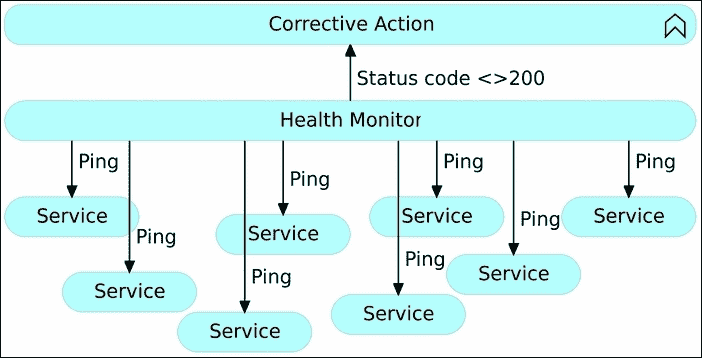 Corrective Action
Status code <>200
Health Monitor
Ping
Ping
Ping
Ping
Ping
Service
Service
Service
Ping
Ping
Service
Ping
Service
Service
Service
Service
Service